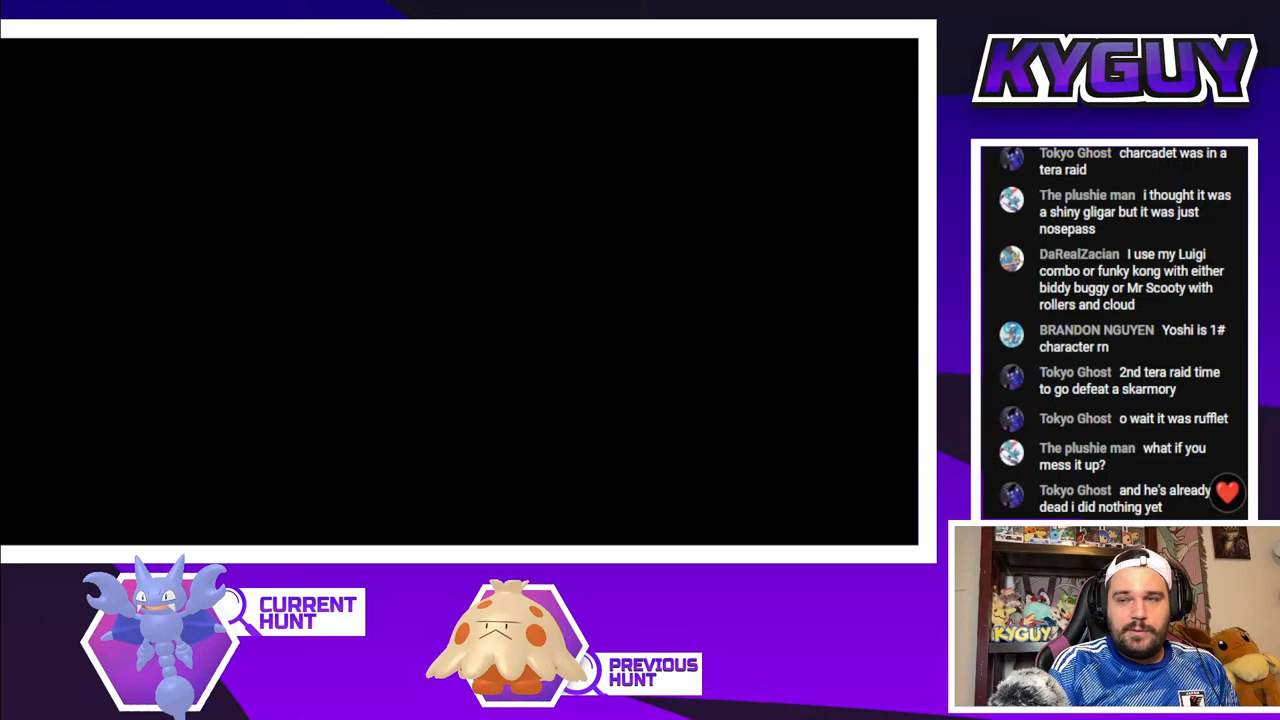 KYGUY
Tokyo Ghost charcadet was in a
tera raid
The plushie man i thought it was
a shiny gligar but it was just
nosepass
DaRealZacian I use my Luigi
combo or funky kong with either
biddy buggy or Mr Scooty with
rollers and cloud
BRANDON NGUYEN Yoshi is 1#
character rn
Tokyo Ghost 2nd tera raid time
to go defeat a skarmory
Tokyo Ghost o wait it was rufflet
The plushie man what if you
mess it up?
Tokyo Ghost and he's already
dead i did nothing yet
CURRENT
HUNT
PREVIOUS
HUNT
KYGUY
JAPAN